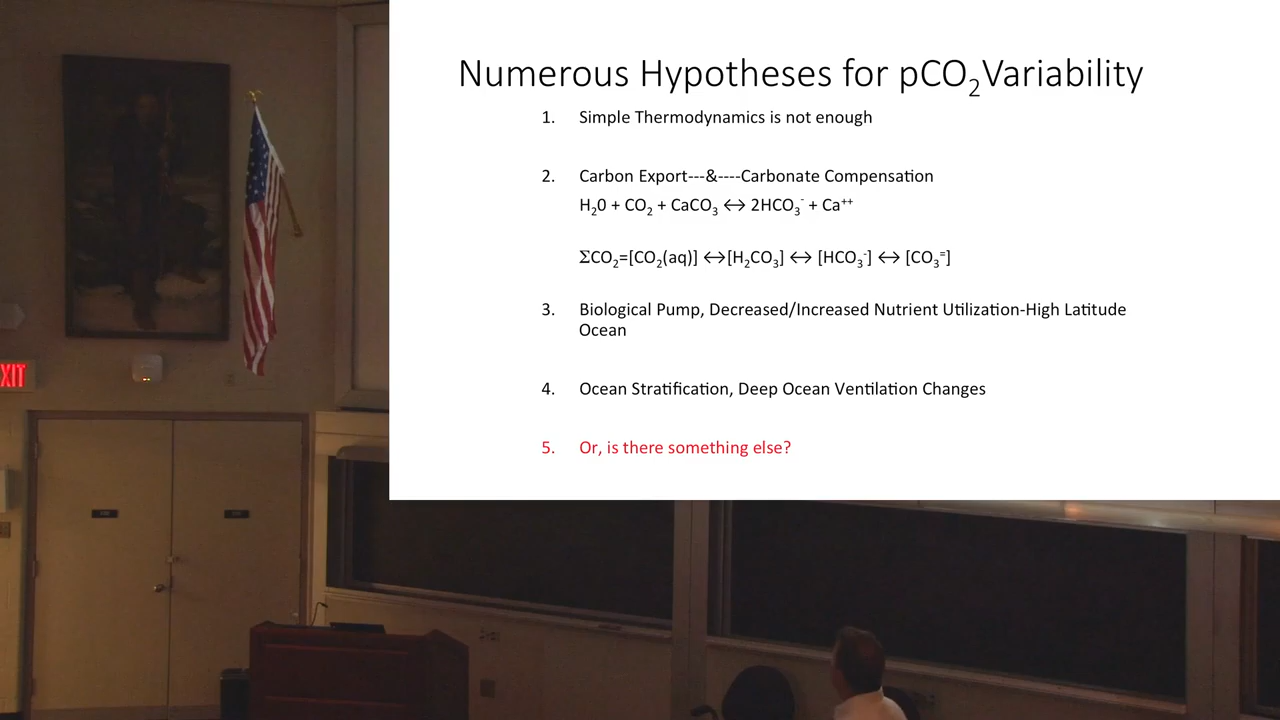 Numerous Hypotheses for pCO₂Variability
1. Simple Thermodynamics is not enough
2. Carbon Export---&----Carbonate Compensation
H₂0 + CO₂ + CaCO₃ ↔ 2HCO₃⁻ + Ca⁺⁺
ΣCO₂=[CO₂(aq)] ↔[H₂CO₃] ↔ [HCO₃⁻] ↔ [CO₃⁼]
3. Biological Pump, Decreased/Increased Nutrient Utilization-High Latitude
Ocean
4. Ocean Stratification, Deep Ocean Ventilation Changes
5. Or, is there something else?
XIT